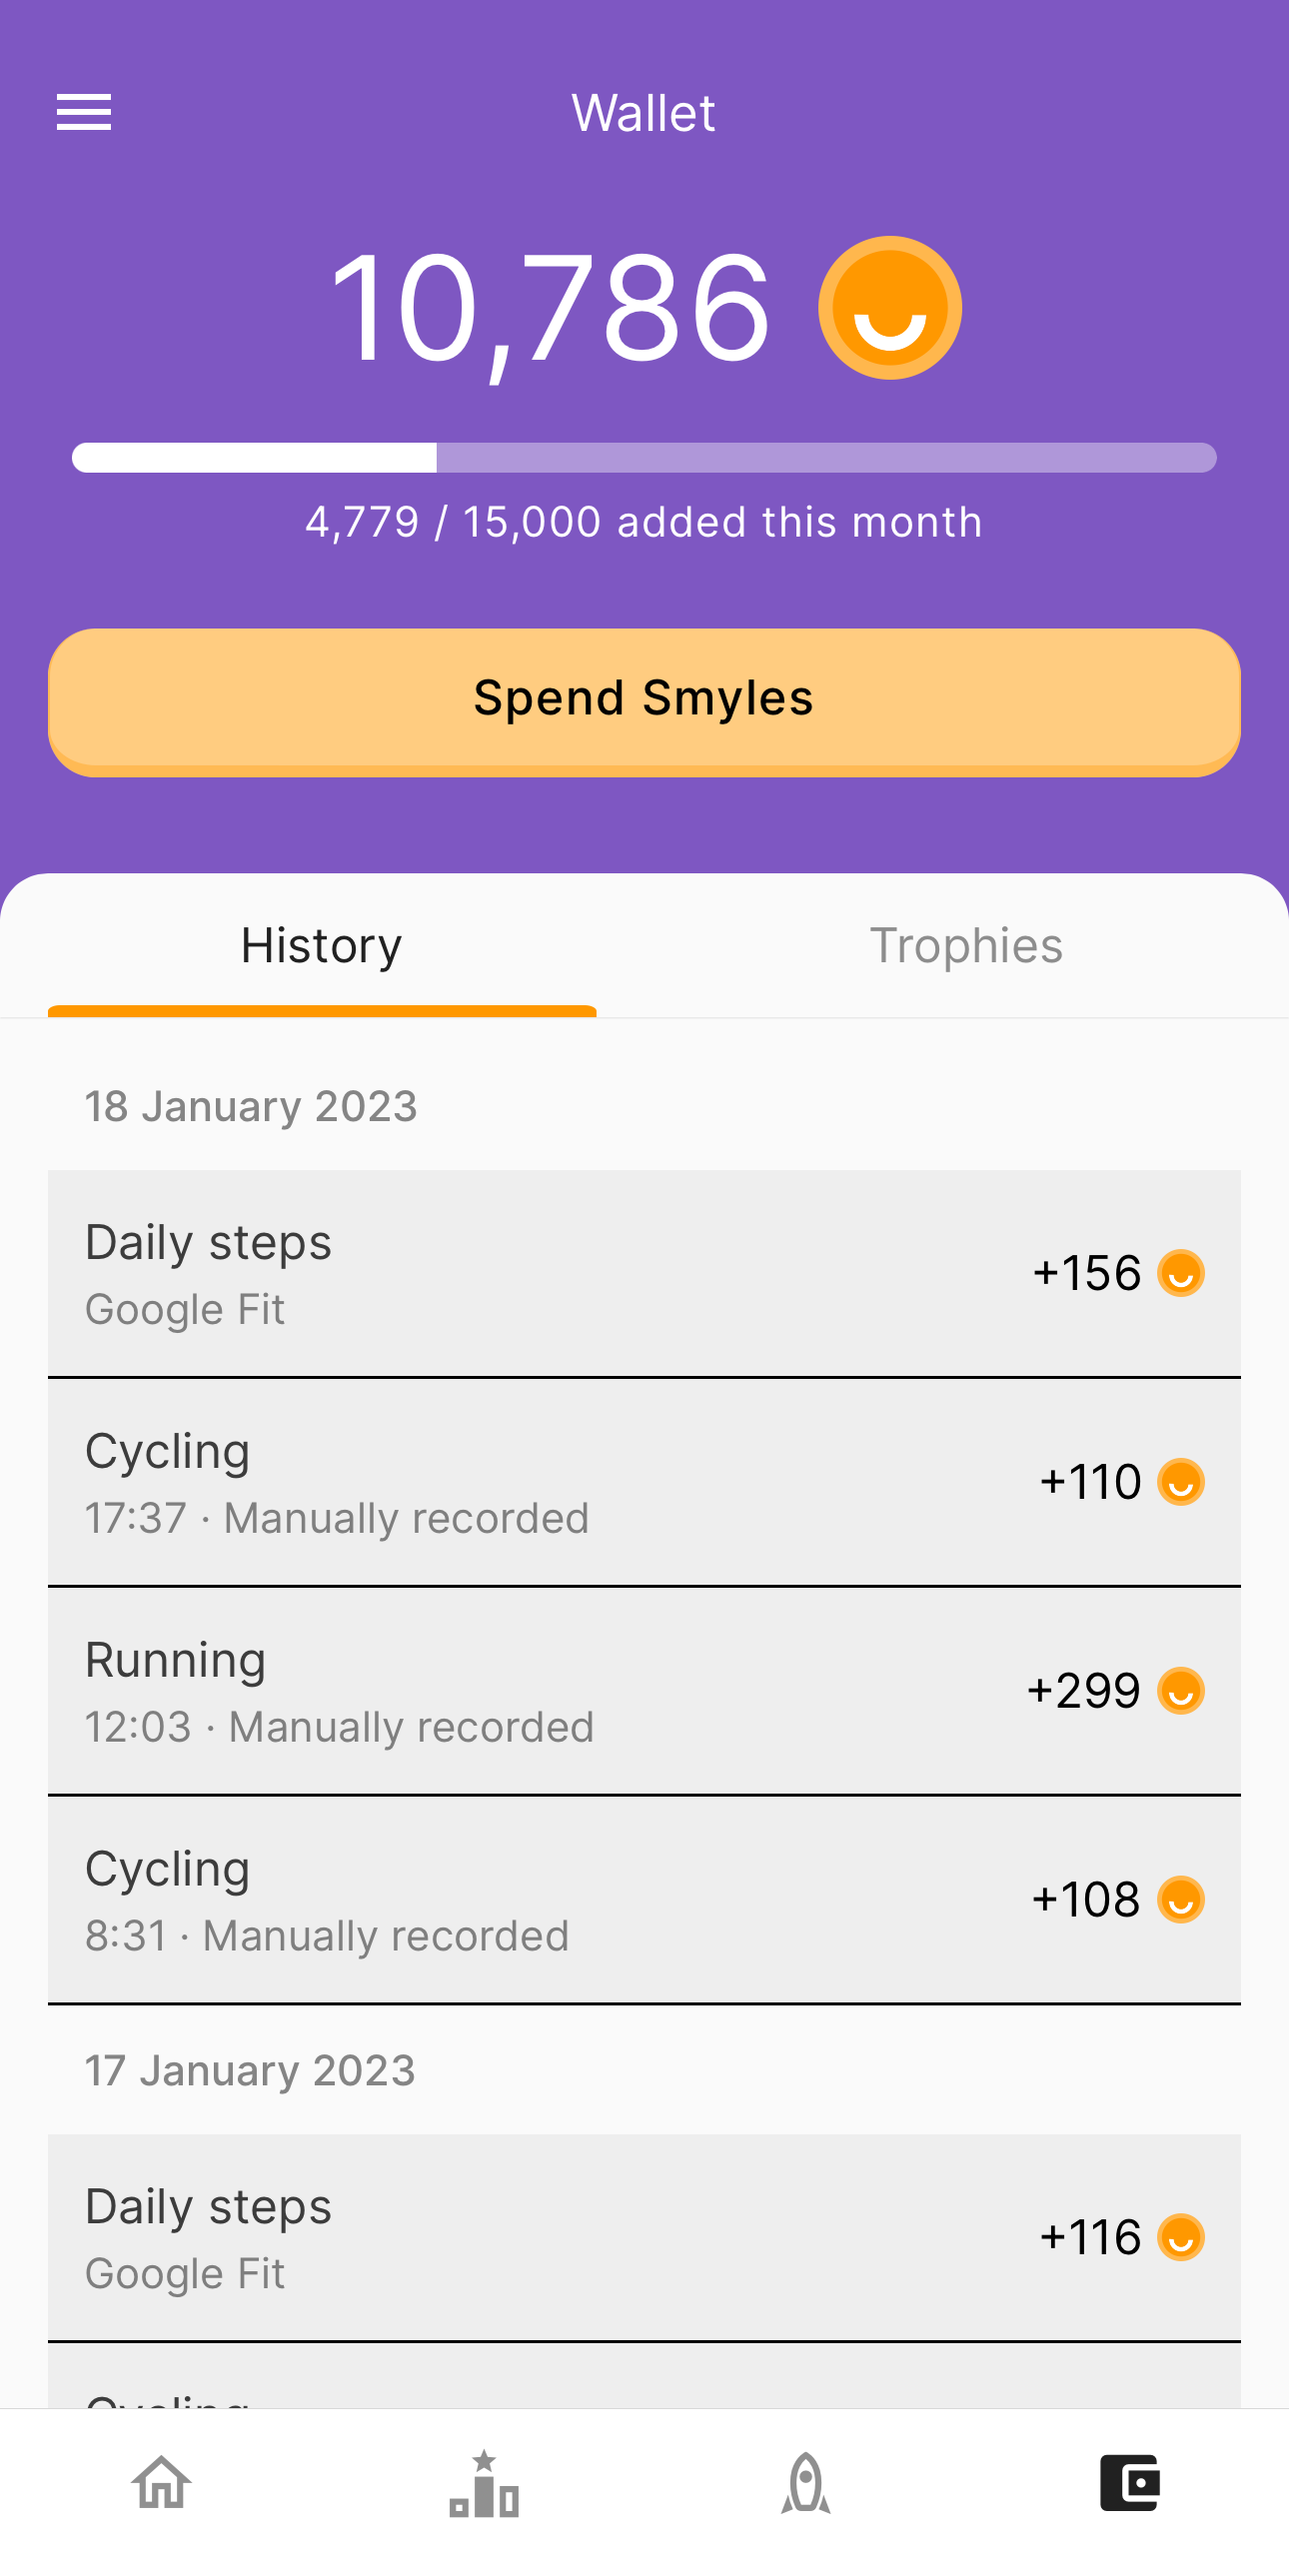 Wallet
10,786
4,779 / 15,000 added this month
Spend Smyles
History
Trophies
18 January 2023
Daily steps
Google Fit
+156
Cycling
17:37 · Manually recorded
+110
Running
12:03 · Manually recorded
+299
Cycling
8:31 · Manually recorded
+108
17 January 2023
Daily steps
Google Fit
+116
Cycling